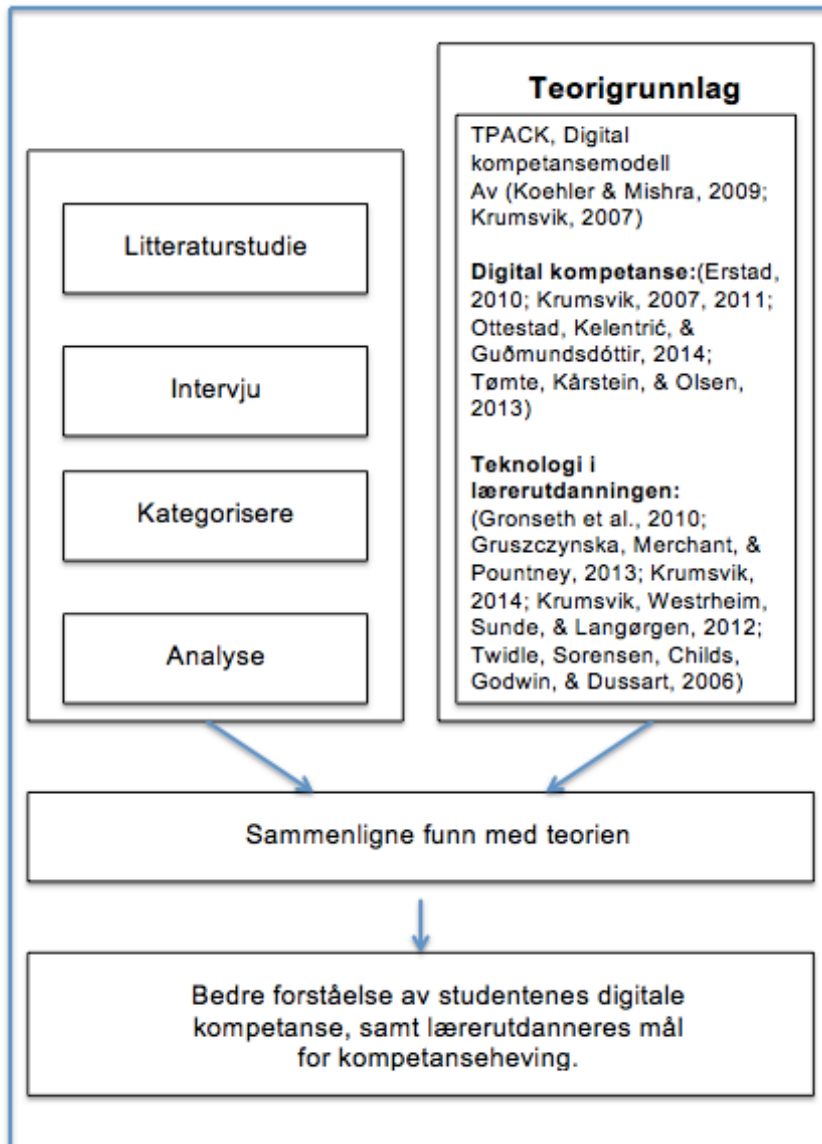 Litteraturstudie
Intervju
Kategorisere
Analyse
Teorigrunnlag
TPACK, Digital
kompetansemodell
Av (Koehler & Mishra, 2009;
Krumsvik, 2007)
Digital kompetanse:(Erstad,
2010; Krumsvik, 2007, 2011;
Ottestad, Kelentrić, &
Guðmundsdóttir, 2014;
Tømte, Kårstein, & Olsen,
2013)
Teknologi i
lærerutdanningen:
(Gronseth et al., 2010;
Gruszczynska, Merchant, &
Pountney, 2013; Krumsvik,
2014; Krumsvik, Westrheim,
Sunde, & Langørgen, 2012;
Twidle, Sorensen, Childs,
Godwin, & Dussart, 2006)
Sammenligne funn med teorien
Bedre forståelse av studentenes digitale
kompetanse, samt lærerutdanneres mål
for kompetanseheving.